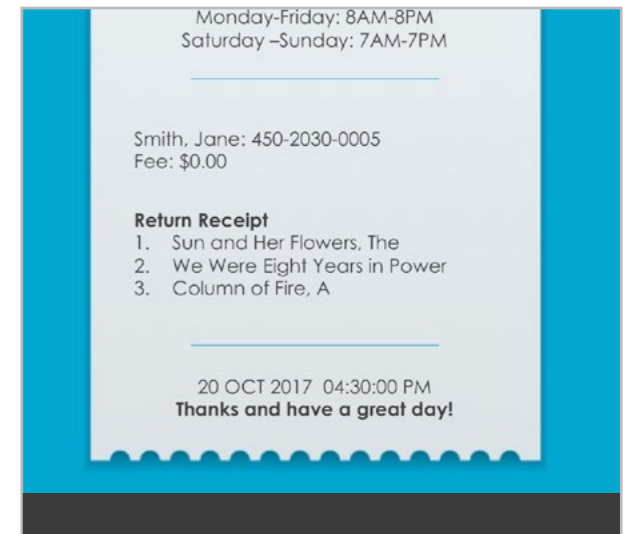 Monday-Friday: 8AM-8PM
Saturday –Sunday: 7AM-7PM
Smith, Jane: 450-2030-0005
Fee: $0.00
Return Receipt
1. Sun and Her Flowers, The
2. We Were Eight Years in Power
3. Column of Fire, A
20 OCT 2017 04:30:00 PM
Thanks and have a great day!